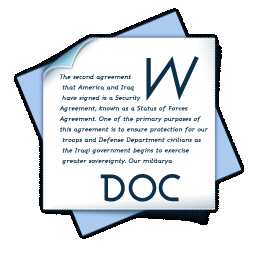 The second agreement
that America and Iraq
have signed is a Security
Agreement, known as a Status of Forces
Agreement. One of the primary purposes of
this agreement is to ensure protection for our
troops and Defense Department civilians as
the Iraqi government begins to exercise
greater sovereignty. Our militarya
W
DOC